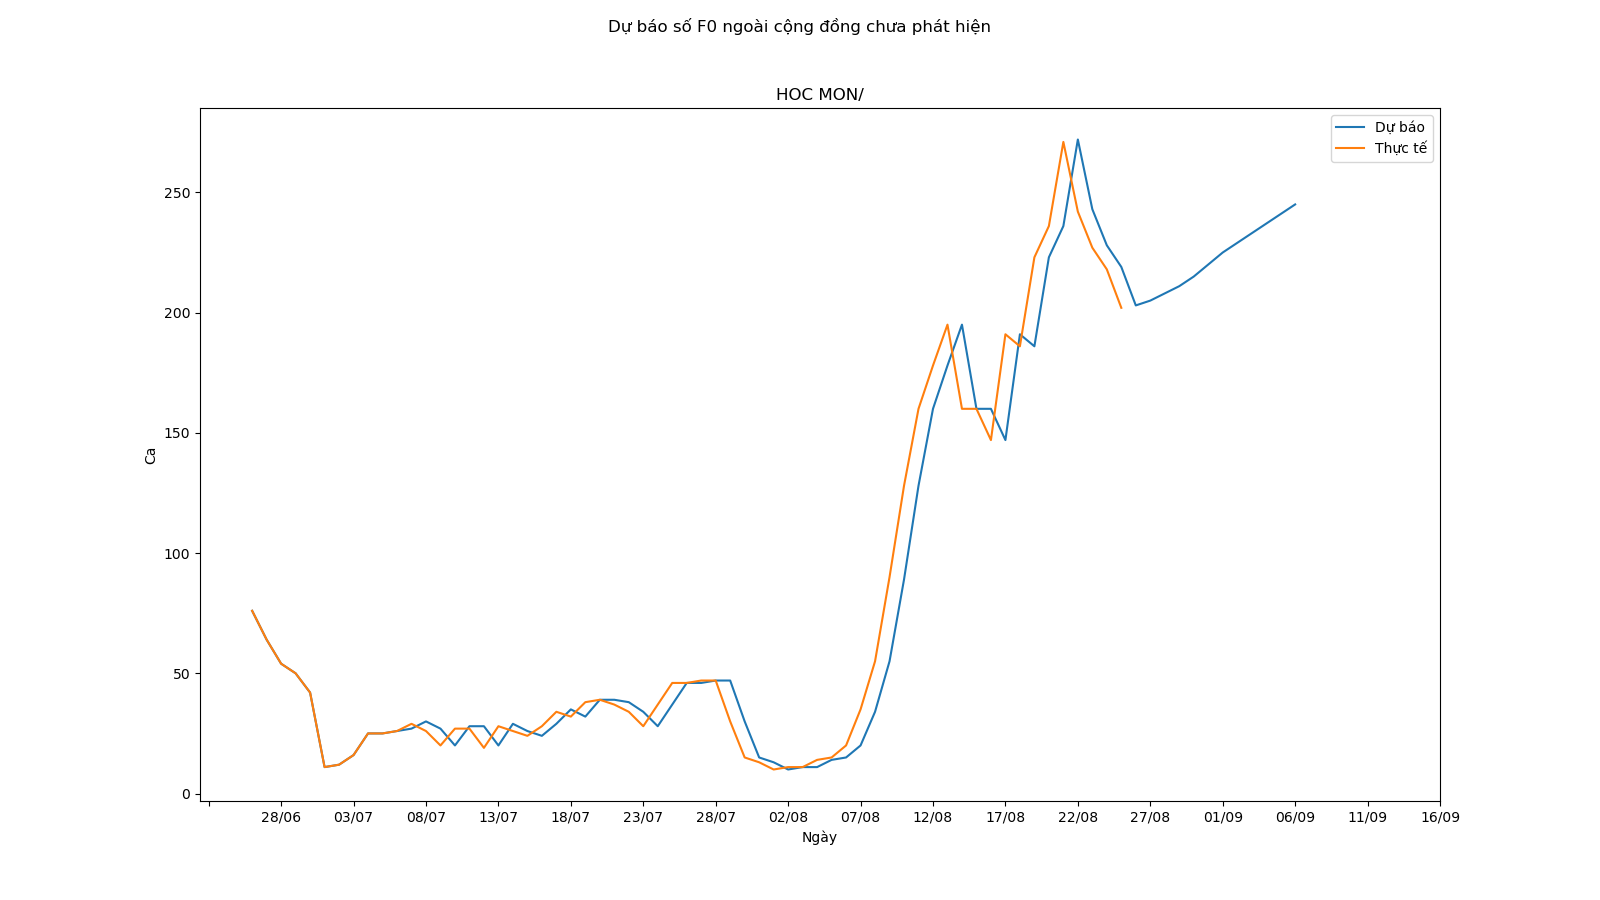 Dự báo số F0 ngoài cộng đồng chưa phát hiện
HOC MON/
Dự báo
Thực tế
250
200
150
100
50
0
Ca
28/06 03/07 08/07 13/07 18/07 23/07 28/07 02/08 07/08 12/08 17/08 22/08 27/08 01/09 06/09 11/09 16/09
Ngày